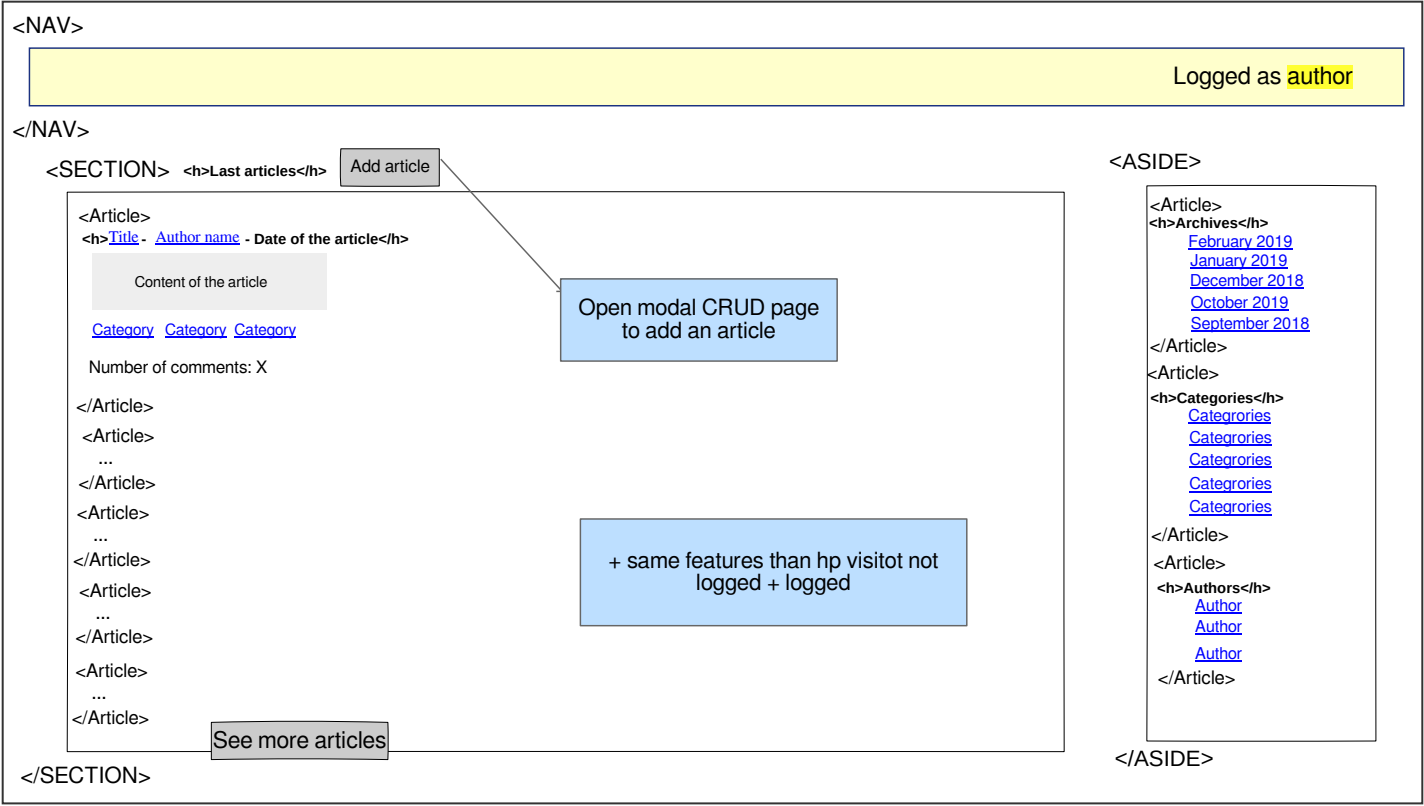 <NAV>
Logged as author
</NAV>
<SECTION> <h>Last articles</h> Add article
<Article>
<h>Title - Author name - Date of the article</h>
Content of the article
Category Category Category
Number of comments: X
</Article>
<Article>
...
</Article>
<Article>
...
</Article>
<Article>
...
</Article>
<Article>
...
</Article>
See more articles
</SECTION>
Open modal CRUD page
to add an article
+ same features than hp visitot not
logged + logged
<ASIDE>
<Article>
<h>Archives</h>
February 2019
January 2019
December 2018
October 2019
September 2018
</Article>
<Article>
<h>Categories</h>
Categrories
Categrories
Categrories
Categrories
Categrories
</Article>
<Article>
<h>Authors</h>
Author
Author
Author
</Article>
</ASIDE>